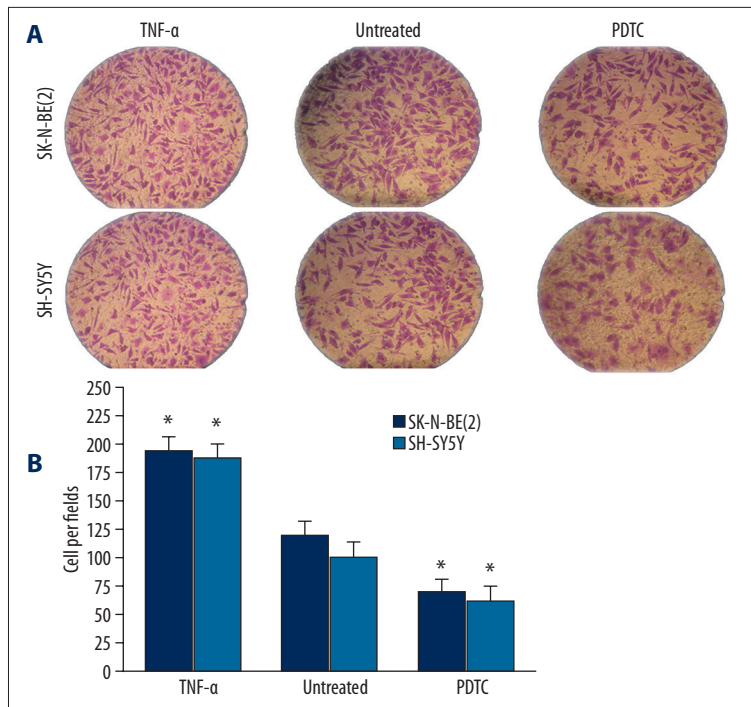 A
TNF-α Untreated PDTC
SK-N-BE(2)
SH-SY5Y
B
Cell per fields
250
225
200
175
150
125
100
75
50
25
0
* * * *
SK-N-BE(2)
SH-SY5Y
TNF-α Untreated PDTC